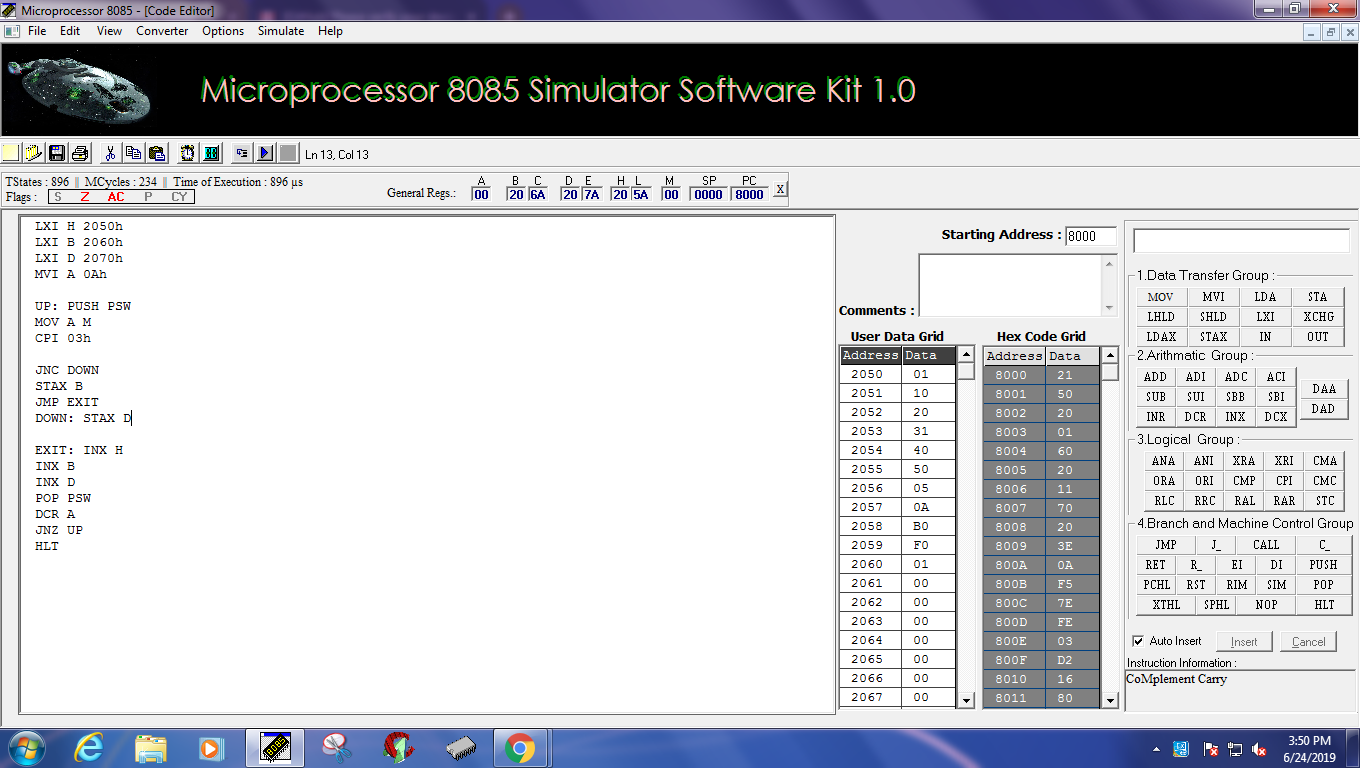 Microprocessor 8085 - [Code Editor]
File Edit View Converter Options Simulate Help
Microprocessor 8085 Simulator Software Kit 1.0
Ln 13, Col 13
TStates : 896 MCycles : 234 Time of Execution : 896 µs
Flags : S Z AC P CY
General Regs.:
A B C D E H L M SP PC
00 20 6A 20 7A 20 5A 00 0000 8000 X
LXI H 2050h
LXI B 2060h
LXI D 2070h
MVI A 0Ah
UP: PUSH PSW
MOV A M
CPI 03h
JNC DOWN
STAX B
JMP EXIT
DOWN: STAX D
EXIT: INX H
INX B
INX D
POP PSW
DCR A
JNZ UP
HLT
Starting Address : 8000
Comments :
User Data Grid
Address Data
2050 01
2051 10
2052 20
2053 31
2054 40
2055 50
2056 05
2057 0A
2058 B0
2059 F0
2060 01
2061 00
2062 00
2063 00
2064 00
2065 00
2066 00
2067 00
Hex Code Grid
Address Data
8000 21
8001 50
8002 20
8003 01
8004 60
8005 20
8006 11
8007 70
8008 20
8009 3E
800A 0A
800B F5
800C 7E
800D FE
800E 03
800F D2
8010 16
8011 80
1.Data Transfer Group :
MOV MVI LDA STA
LHLD SHLD LXI XCHG
LDAX STAX IN OUT
2.Arithmatic Group :
ADD ADI ADC ACI
SUB SUI SBB SBI
INR DCR INX DCX
DAA
DAD
3.Logical Group :
ANA ANI XRA XRI CMA
ORA ORI CMP CPI CMC
RLC RRC RAL RAR STC
4.Branch and Machine Control Group
JMP J_ CALL C_
RET R_ EI DI PUSH
PCHL RST RIM SIM POP
XTHL SPHL NOP HLT
Auto Insert Insert Cancel
Instruction Information :
CoMplement Carry
8085
3:50 PM
6/24/2019